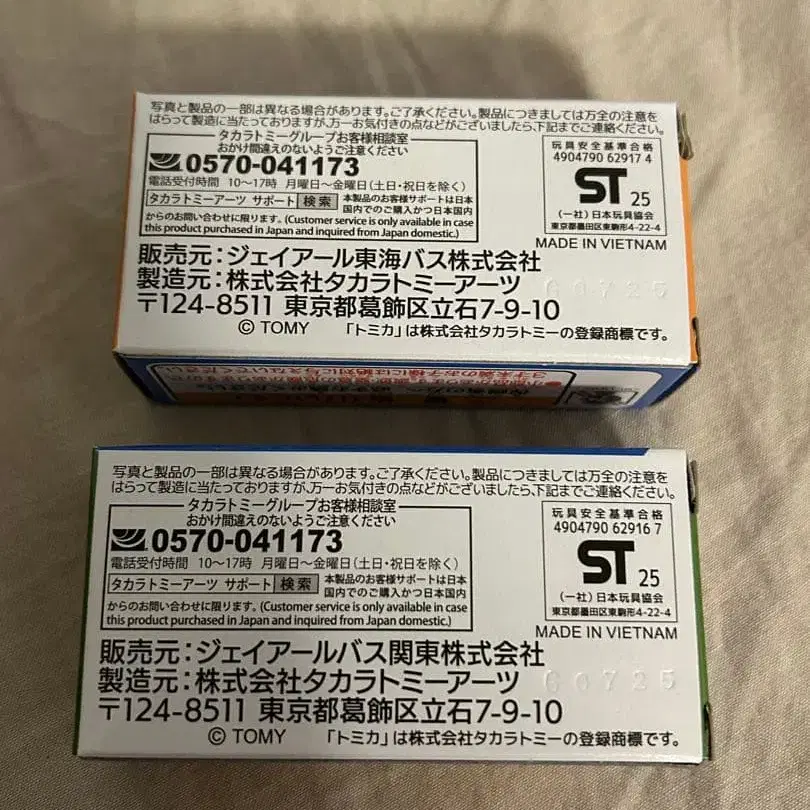 写真と製品の一部は異なる場合があります。ご了承ください。製品につきましては万全の注意を
はらって製造に当たっておりますが、万一お気付きの点などがございましたら、下記までご連絡ください。
タカラトミーグループお客様相談室
おかけ間違えのないようご注意ください
0570-041173
電話受付時間 10〜17時 月曜日〜金曜日(土日・祝日を除く)
タカラトミーアーツ サポート 検索
本製品のお客様サポートは日本
国内でのご購入かつ日本国内
からのお問い合わせに限ります。(Customer service is only available in case
this product purchased in Japan and inquired from Japan domestic.)
玩具安全基準合格
4904790 62917 4
ST 25
(一社)日本玩具協会
東京都墨田区東駒形4-22-4
MADE IN VIETNAM
販売元:ジェイアール東海バス株式会社
製造元:株式会社タカラトミーアーツ
60725
〒124-8511 東京都葛飾区立石7-9-10
© TOMY 「トミカ」は株式会社タカラトミーの登録商標です。
3才未満のお子様には絶対に与えないでください
写真と製品の一部は異なる場合があります。ご了承ください。製品につきましては万全の注意を
はらって製造に当たっておりますが、万一お気付きの点などがございましたら、下記までご連絡ください。
タカラトミーグループお客様相談室
おかけ間違えのないようご注意ください
0570-041173
電話受付時間 10〜17時 月曜日〜金曜日(土日・祝日を除く)
タカラトミーアーツ サポート 検索
本製品のお客様サポートは日本
国内でのご購入かつ日本国内
からのお問い合わせに限ります。(Customer service is only available in case
this product purchased in Japan and inquired from Japan domestic.)
玩具安全基準合格
4904790 62916 7
ST 25
(一社)日本玩具協会
東京都墨田区東駒形4-22-4
MADE IN VIETNAM
販売元:ジェイアールバス関東株式会社
製造元:株式会社タカラトミーアーツ
60725
〒124-8511 東京都葛飾区立石7-9-10
© TOMY 「トミカ」は株式会社タカラトミーの登録商標です。